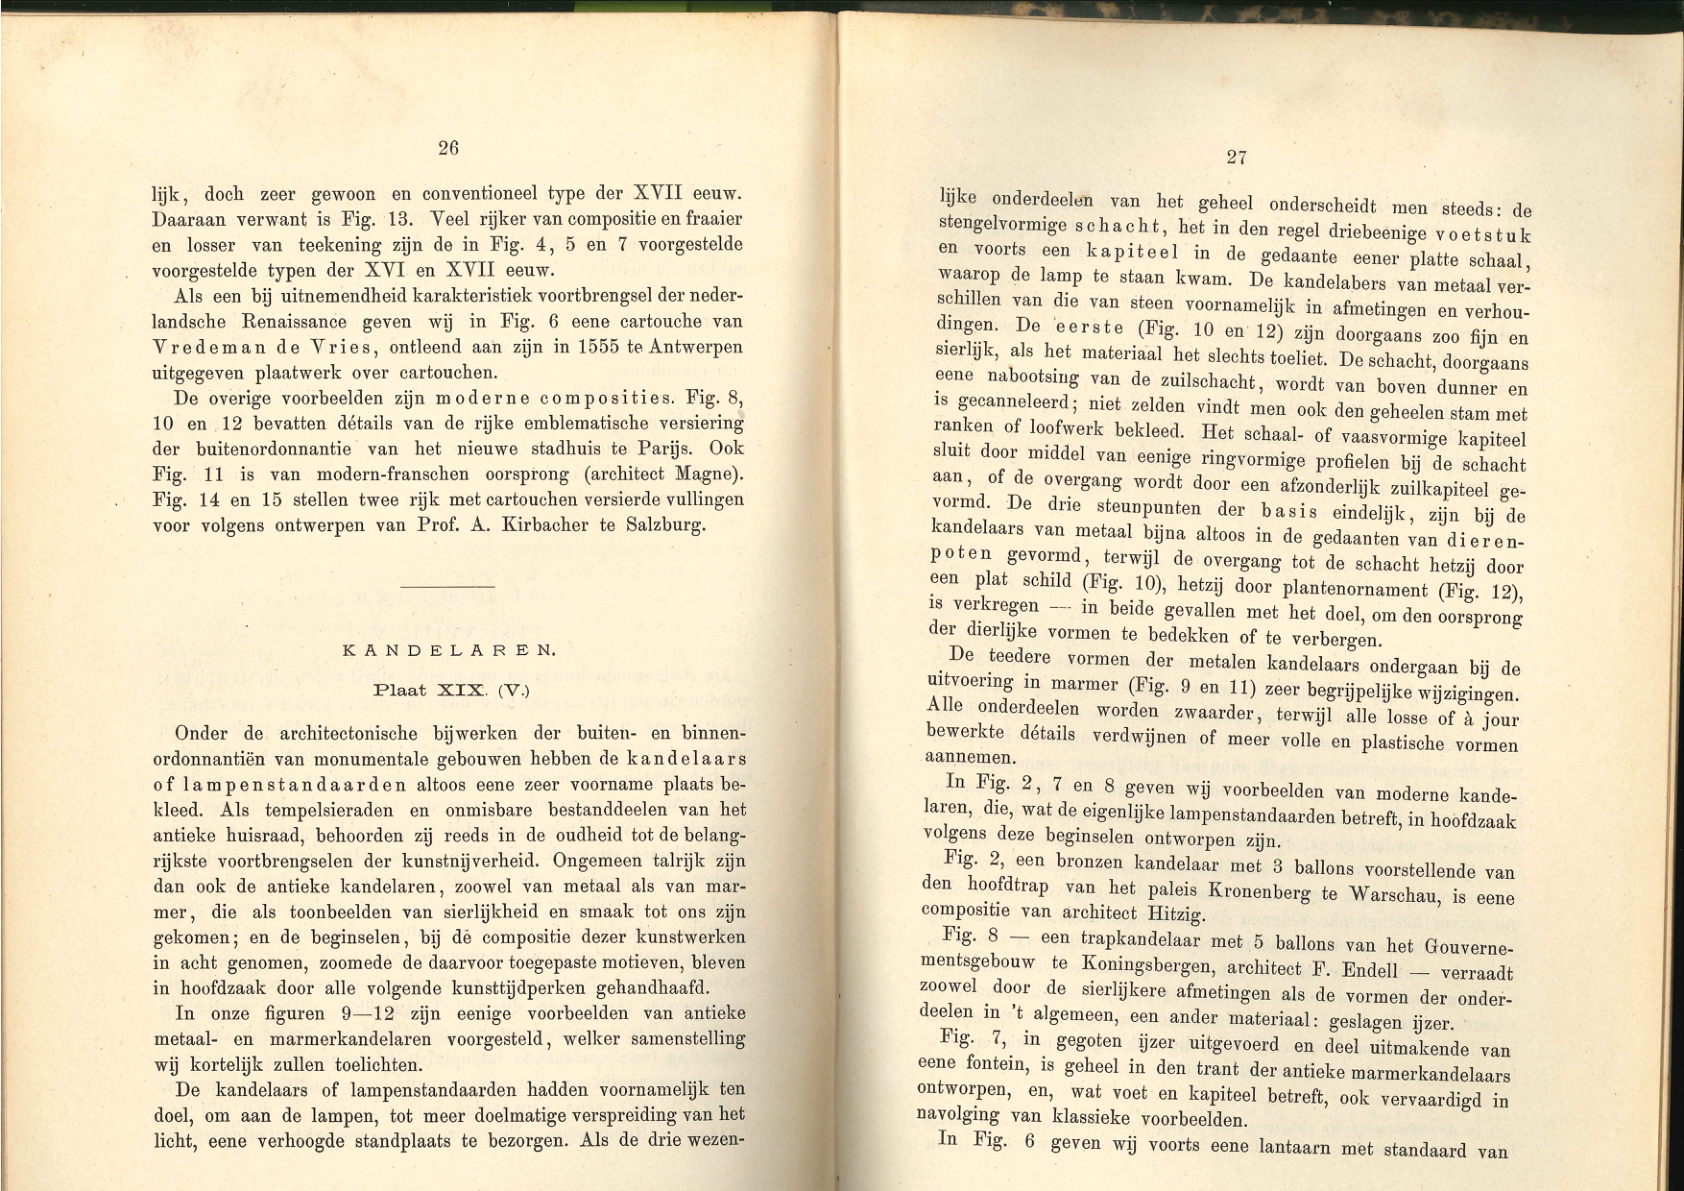 26
lijk, doch zeer gewoon en conventioneel type der XVII eeuw.
Daaraan verwant is Fig. 13. Veel rijker van compositie en fraaier
en losser van teekening zijn de in Fig. 4, 5 en 7 voorgestelde
voorgestelde typen der XVI en XVII eeuw.
Als een bij uitnemendheid karakteristiek voortbrengsel der neder-
landsche Renaissance geven wij in Fig. 6 eene cartouche van
Vredeman de Vries, ontleend aan zijn in 1555 te Antwerpen
uitgegeven plaatwerk over cartouchen.
De overige voorbeelden zijn moderne composities. Fig. 8,
10 en 12 bevatten détails van de rijke emblematische versiering
der buitenordonnantie van het nieuwe stadhuis te Parijs. Ook
Fig. 11 is van modern-franschen oorsprong (architect Magne).
Fig. 14 en 15 stellen twee rijk met cartouchen versierde vullingen
voor volgens ontwerpen van Prof. A. Kirbacher te Salzburg.
KANDELAREN.
Plaat XIX. (V.)
Onder de architectonische bijwerken der buiten- en binnen-
ordonnantiën van monumentale gebouwen hebben de kandelaars
of lampenstandaarden altoos eene zeer voorname plaats be-
kleed. Als tempelsieraden en onmisbare bestanddeelen van het
antieke huisraad, behoorden zij reeds in de oudheid tot de belang-
rijkste voortbrengselen der kunstnijverheid. Ongemeen talrijk zijn
dan ook de antieke kandelaren, zoowel van metaal als van mar-
mer, die als toonbeelden van sierlijkheid en smaak tot ons zijn
gekomen; en de beginselen, bij de compositie dezer kunstwerken
in acht genomen, zoomede de daarvoor toegepaste motieven, bleven
in hoofdzaak door alle volgende kunsttijdperken gehandhaafd.
In onze figuren 9—12 zijn eenige voorbeelden van antieke
metaal- en marmerkandelaren voorgesteld, welker samenstelling
wij kortelijk zullen toelichten.
De kandelaars of lampenstandaarden hadden voornamelijk ten
doel, om aan de lampen, tot meer doelmatige verspreiding van het
licht, eene verhoogde standplaats te bezorgen. Als de drie wezen-
27
lijke onderdeelen van het geheel onderscheidt men steeds: de
stengelvormige schacht, het in den regel driebeenige voetstuk
en voorts een kapiteel in de gedaante eener platte schaal,
waarop de lamp te staan kwam. De kandelabers van metaal ver-
schillen van die van steen voornamelijk in afmetingen en verhou-
dingen. De eerste (Fig. 10 en 12) zijn doorgaans zoo fijn en
sierlijk, als het materiaal het slechts toeliet. De schacht, doorgaans
eene nabootsing van de zuilschacht, wordt van boven dunner en
is gecanneleerd; niet zelden vindt men ook den geheelen stam met
ranken of loofwerk bekleed. Het schaal- of vaasvormige kapiteel
sluit door middel van eenige ringvormige profielen bij de schacht
aan, of de overgang wordt door een afzonderlijk zuilkapiteel ge-
vormd. De drie steunpunten der basis eindelijk, zijn bij de
kandelaars van metaal bijna altoos in de gedaanten van dieren-
poten gevormd, terwijl de overgang tot de schacht hetzij door
een plat schild (Fig. 10), hetzij door plantenornament (Fig. 12),
is verkregen — in beide gevallen met het doel, om den oorsprong
der dierlijke vormen te bedekken of te verbergen.
De teedere vormen der metalen kandelaars ondergaan bij de
uitvoering in marmer (Fig. 9 en 11) zeer begrijpelijke wijzigingen.
Alle onderdeelen worden zwaarder, terwijl alle losse of à jour
bewerkte détails verdwijnen of meer volle en plastische vormen
aannemen.
In Fig. 2, 7 en 8 geven wij voorbeelden van moderne kande-
laren, die, wat de eigenlijke lampenstandaarden betreft, in hoofdzaak
volgens deze beginselen ontworpen zijn.
Fig. 2, een bronzen kandelaar met 3 ballons voorstellende van
den hoofdtrap van het paleis Kronenberg te Warschau, is eene
compositie van architect Hitzig.
Fig. 8 — een trapkandelaar met 5 ballons van het Gouverne-
mentsgebouw te Koningsbergen, architect F. Endell — verraadt
zoowel door de sierlijkere afmetingen als de vormen der onder-
deelen in 't algemeen, een ander materiaal: geslagen ijzer.
Fig. 7, in gegoten ijzer uitgevoerd en deel uitmakende van
eene fontein, is geheel in den trant der antieke marmerkandelaars
ontworpen, en, wat voet en kapiteel betreft, ook vervaardigd in
navolging van klassieke voorbeelden.
In Fig. 6 geven wij voorts eene lantaarn met standaard van